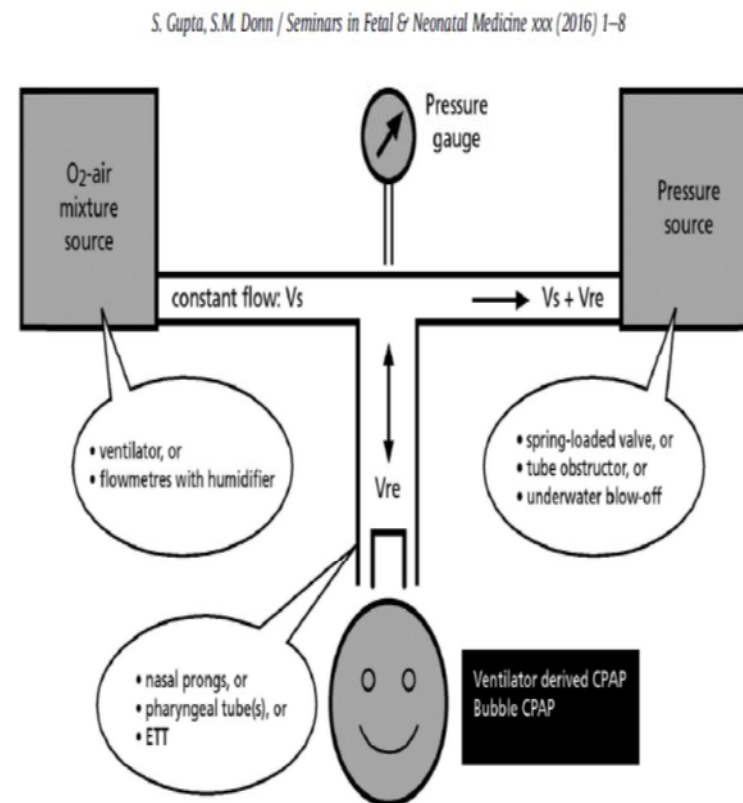 S. Gupta, S.M. Donn / Seminars in Fetal & Neonatal Medicine xxx (2016) 1–8
O2-air
mixture
source
Pressure
gauge
Pressure
source
constant flow: Vs
Vs + Vre
• ventilator, or
• flowmetres with humidifier
Vre
• spring-loaded valve, or
• tube obstructor, or
• underwater blow-off
• nasal prongs, or
• pharyngeal tube(s), or
• ETT
Ventilator derived CPAP
Bubble CPAP